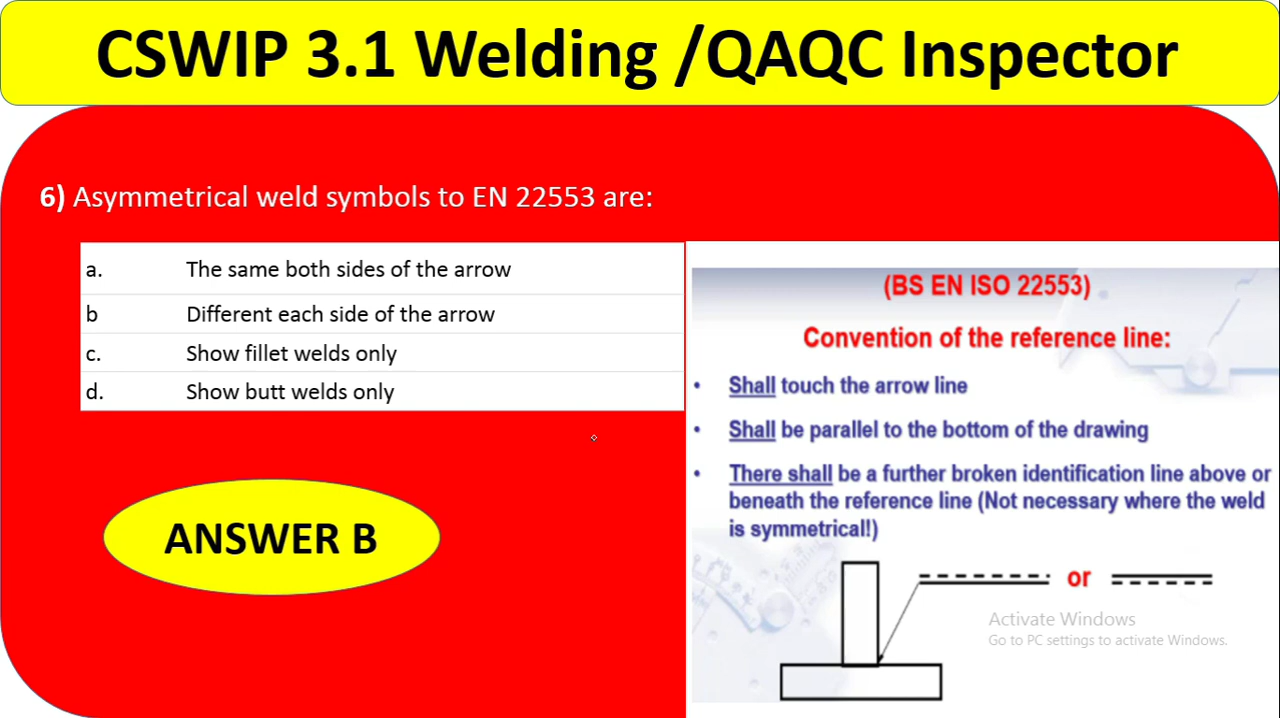 CSWIP 3.1 Welding /QAQC Inspector
6) Asymmetrical weld symbols to EN 22553 are:
a. The same both sides of the arrow
b Different each side of the arrow
c. Show fillet welds only
d. Show butt welds only
ANSWER B
(BS EN ISO 22553)
Convention of the reference line:
• Shall touch the arrow line
• Shall be parallel to the bottom of the drawing
• There shall be a further broken identification line above or
beneath the reference line (Not necessary where the weld
is symmetrical!)
or
Activate Windows
Go to PC settings to activate Windows.